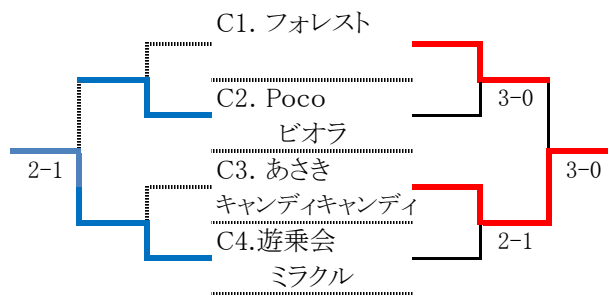 C1. フォレスト
C2. Poco
3-0
ビオラ
2-1
C3. あさき
3-0
キャンディキャンディ
C4.遊乗会
2-1
ミラクル